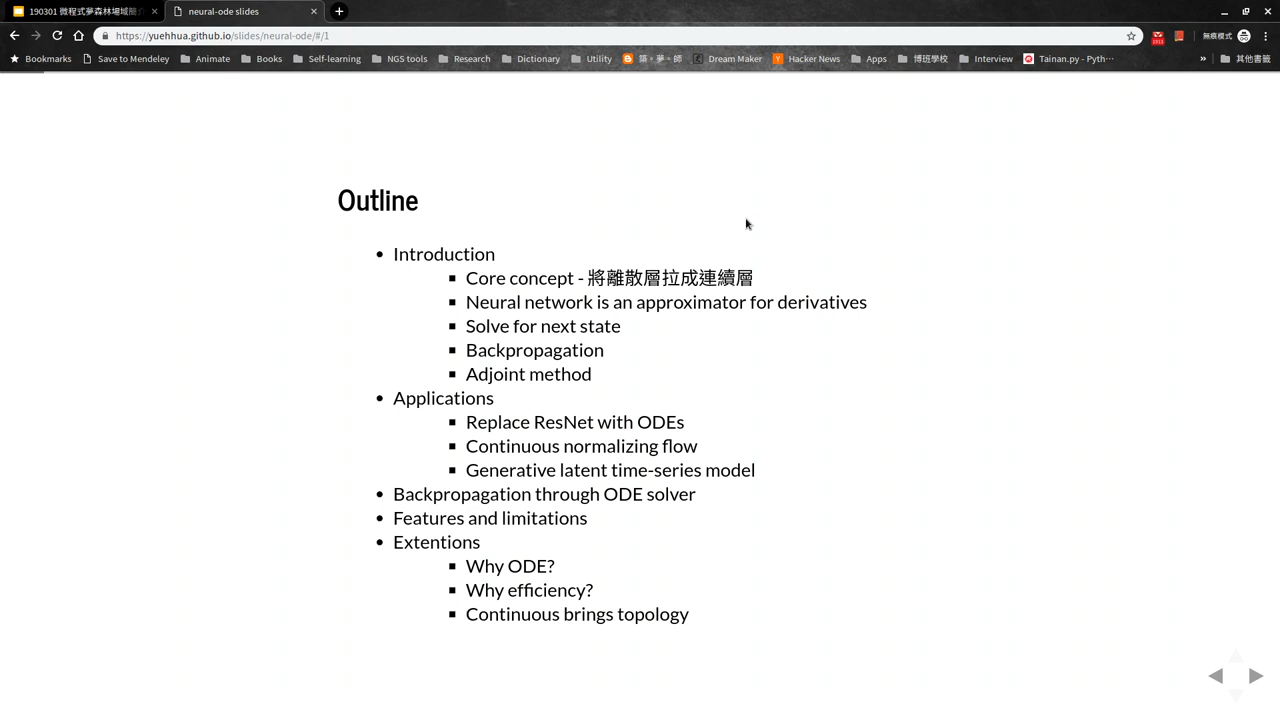 190301 微程式夢森林場域簡介
neural-ode slides
https://yuehhua.github.io/slides/neural-ode/#/1
無痕模式
Bookmarks
Save to Mendeley
Animate
Books
Self-learning
NGS tools
Research
Dictionary
Utility
築。夢。師
Dream Maker
Hacker News
Apps
博班學校
Interview
Tainan.py - Pyth…
其他書籤
Outline
Introduction
Core concept - 將離散層拉成連續層
Neural network is an approximator for derivatives
Solve for next state
Backpropagation
Adjoint method
Applications
Replace ResNet with ODEs
Continuous normalizing flow
Generative latent time-series model
Backpropagation through ODE solver
Features and limitations
Extentions
Why ODE?
Why efficiency?
Continuous brings topology